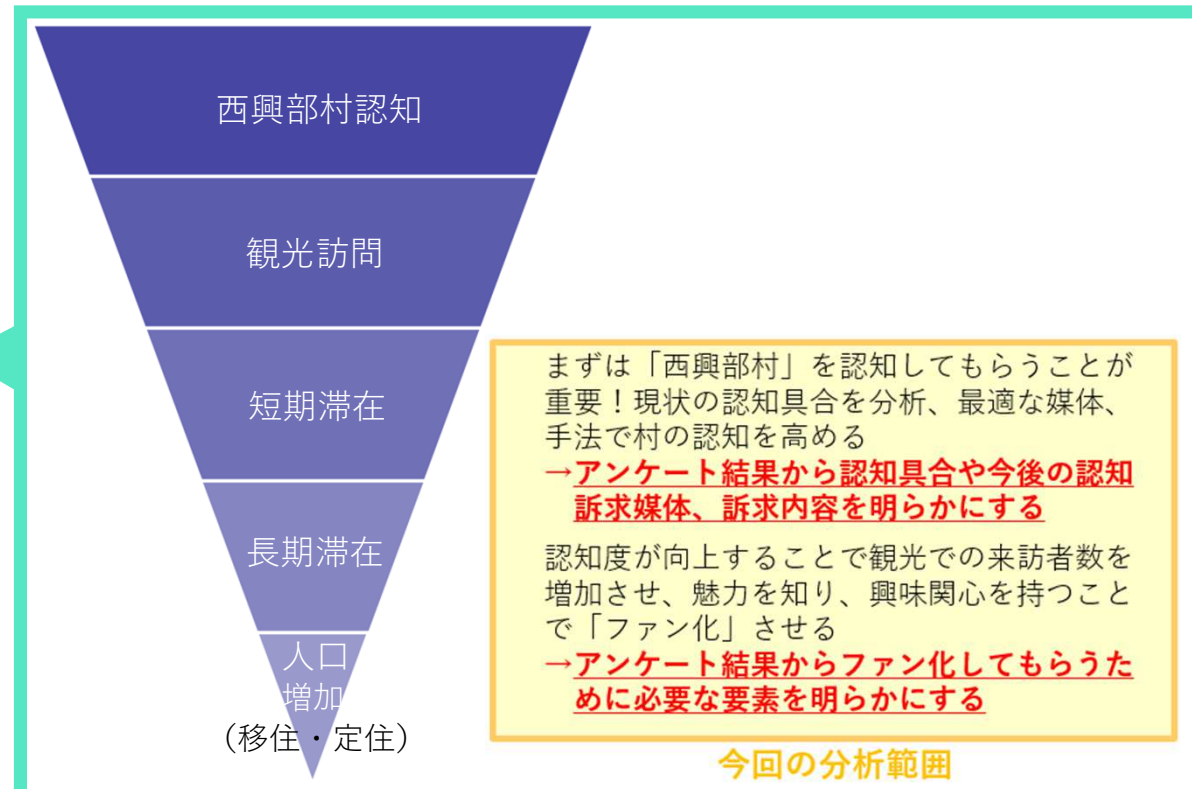 西興部村認知
観光訪問
短期滞在
長期滞在
人口
増加
（移住・定住）
まずは「西興部村」を認知してもらうことが
重要！現状の認知具合を分析、最適な媒体、
手法で村の認知を高める
→アンケート結果から認知具合や今後の認知
訴求媒体、訴求内容を明らかにする
認知度が向上することで観光での来訪者数を
増加させ、魅力を知り、興味関心を持つこと
で「ファン化」させる
→アンケート結果からファン化してもらうた
めに必要な要素を明らかにする
今回の分析範囲